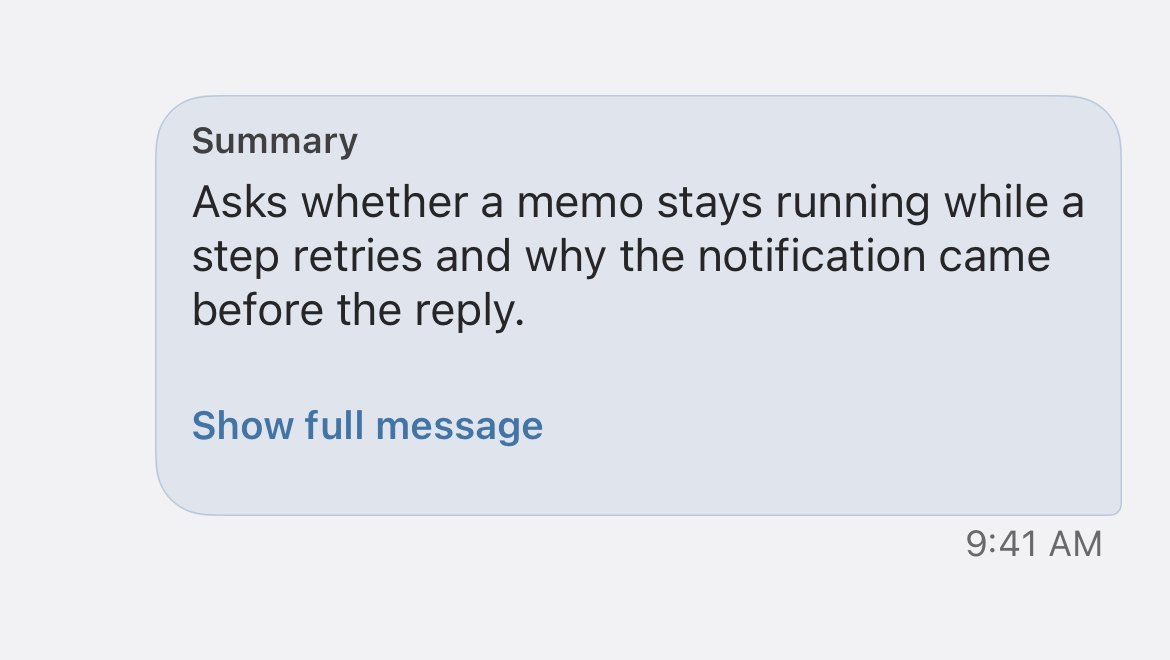 Summary
Asks whether a memo stays running while a
step retries and why the notification came
before the reply.
Show full message
9:41 AM